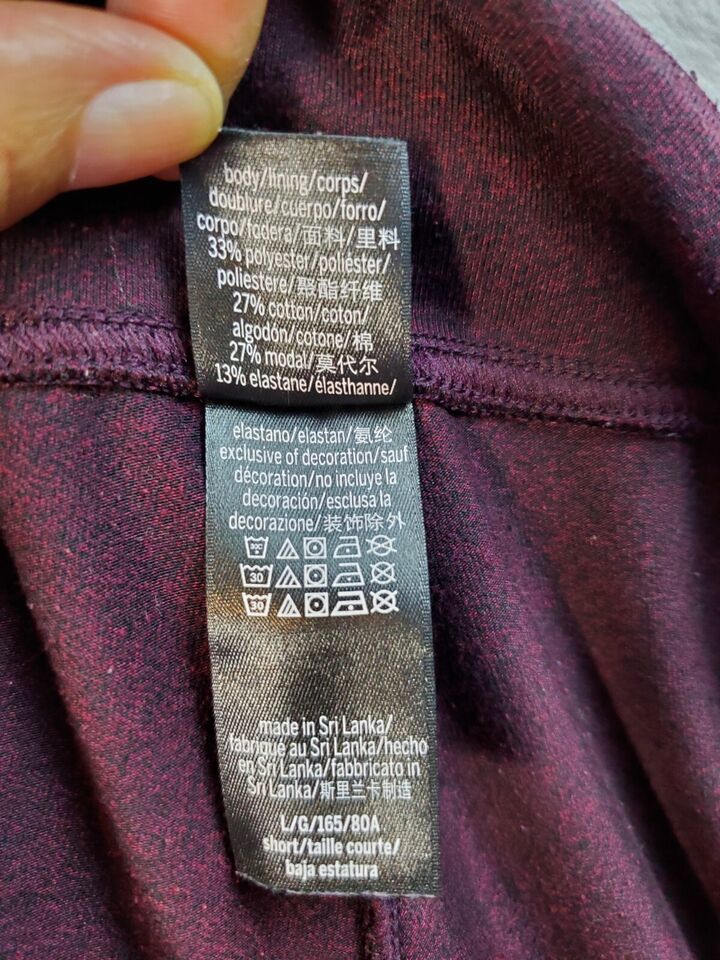 body/lining/corps/
doublure/cuerpo/forro/
corpo/fodera/面料/里料
33% polyester/poliéster/
poliestere/聚酯纤维
27% cotton/coton/
algodón/cotone/棉
27% modal/莫代尔
13% elastane/élasthanne/
elastano/elastan/氨纶
exclusive of decoration/sauf
décoration/no incluye la
decoración/esclusa la
decorazione/装饰除外
30C
30
30
made in Sri Lanka/
fabriqué au Sri Lanka/hecho
en Sri Lanka/fabbricato in
Sri Lanka/斯里兰卡制造
L/G/165/80A
short/taille courte/
baja estatura